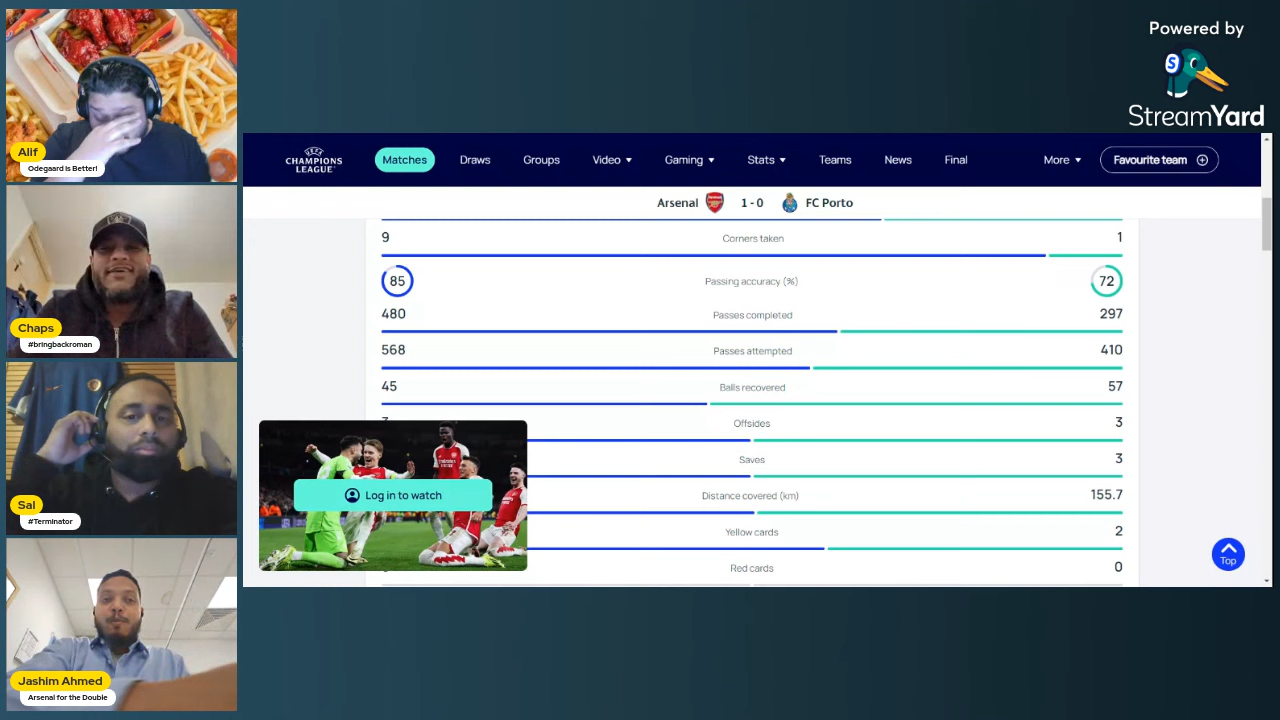 Alif
Odegaard is Better!
Chaps
#bringbackroman
Sal
#Terminator
Jashim Ahmed
Arsenal for the Double
Powered by
StreamYard
UEFA
CHAMPIONS
LEAGUE
Matches
Draws
Groups
Video
Gaming
Stats
Teams
News
Final
More
Favourite team
Arsenal 1 - 0 FC Porto
9 Corners taken 1
85 Passing accuracy (%) 72
480 Passes completed 297
568 Passes attempted 410
45 Balls recovered 57
Offsides 3
Saves 3
Distance covered (km) 155.7
Yellow cards 2
Red cards 0
Log in to watch
Top